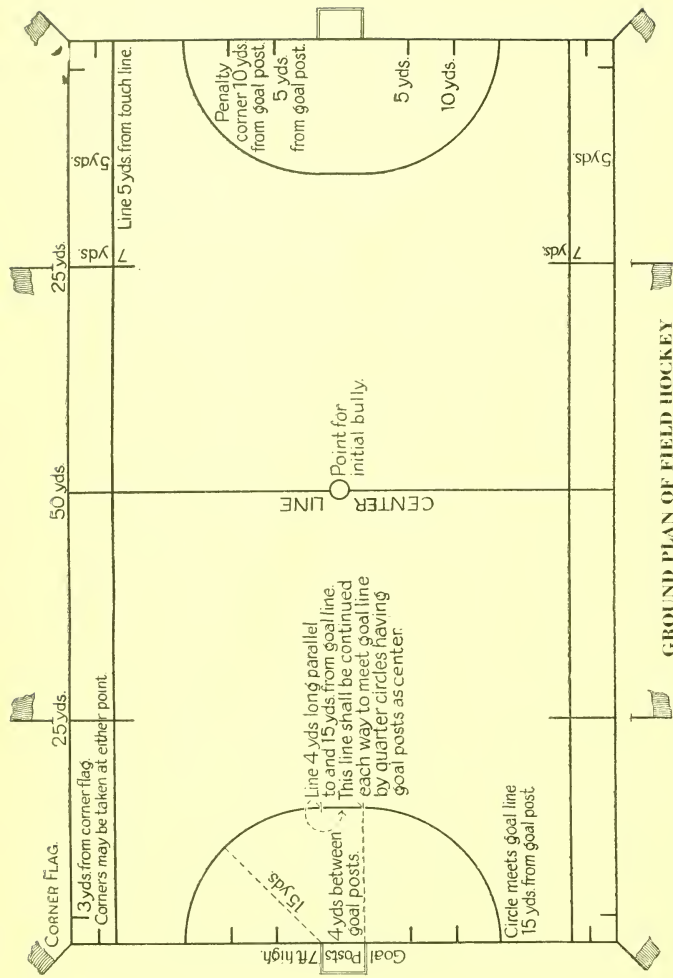 CORNER FLAG.
25 yds.
50 yds.
25 yds.
5 yds.
7 yds.
3 yds. from corner flag.
Corners may be taken at either point
Line 5 yds. from touch line.
Penalty
corner 10 yds.
from goal post.
5 yds.
from goal post.
5 yds.
10 yds.
CENTER LINE
Point for
initial bully.
Line 4 yds long parallel
to and 15 yds. from goal line.
This line shall be continued
each way to meet goal line
by quarter circles having
goal posts as center.
15 yds.
4 yds between
goal posts.
Goal Posts 7 ft high.
Circle meets goal line
15 yds. from goal post
7 yds.
5 yds.
GROUND PLAN OF FIELD HOCKEY